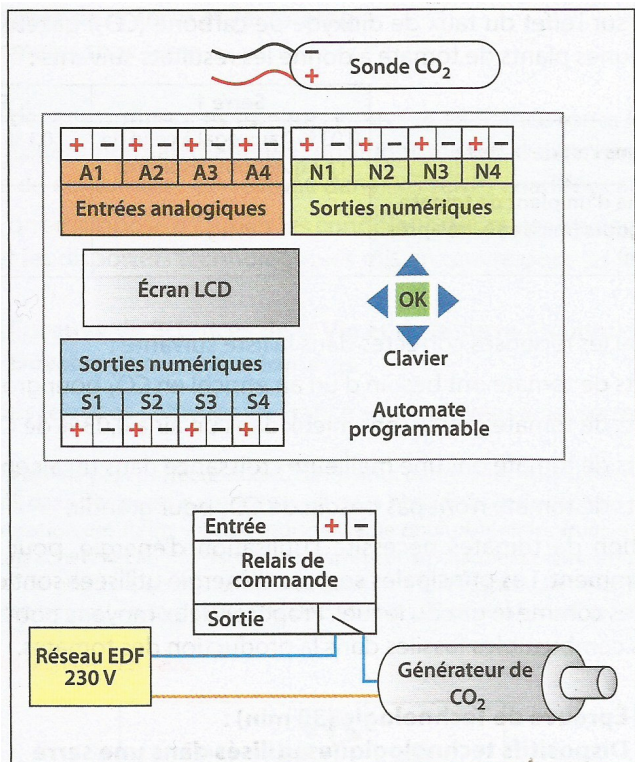 Sonde CO₂
−
+
+ − + − + − + −
A1 A2 A3 A4
Entrées analogiques
+ − + − + − + −
N1 N2 N3 N4
Sorties numériques
Écran LCD
OK
Clavier
Sorties numériques
S1 S2 S3 S4
+ − + − + − + −
Automate
programmable
Entrée + −
Relais de
commande
Sortie
Réseau EDF
230 V
Générateur de
CO₂